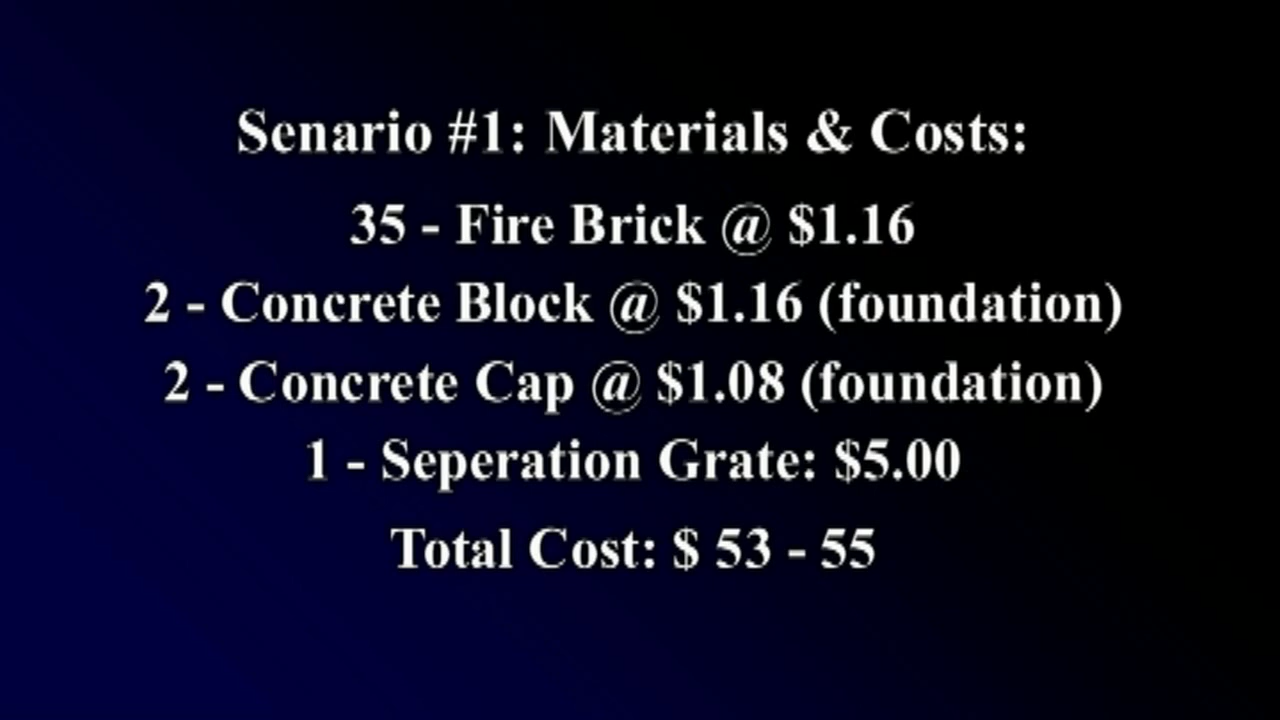 Senario #1: Materials & Costs:
35 - Fire Brick @ $1.16
2 - Concrete Block @ $1.16 (foundation)
2 - Concrete Cap @ $1.08 (foundation)
1 - Seperation Grate: $5.00
Total Cost: $ 53 - 55